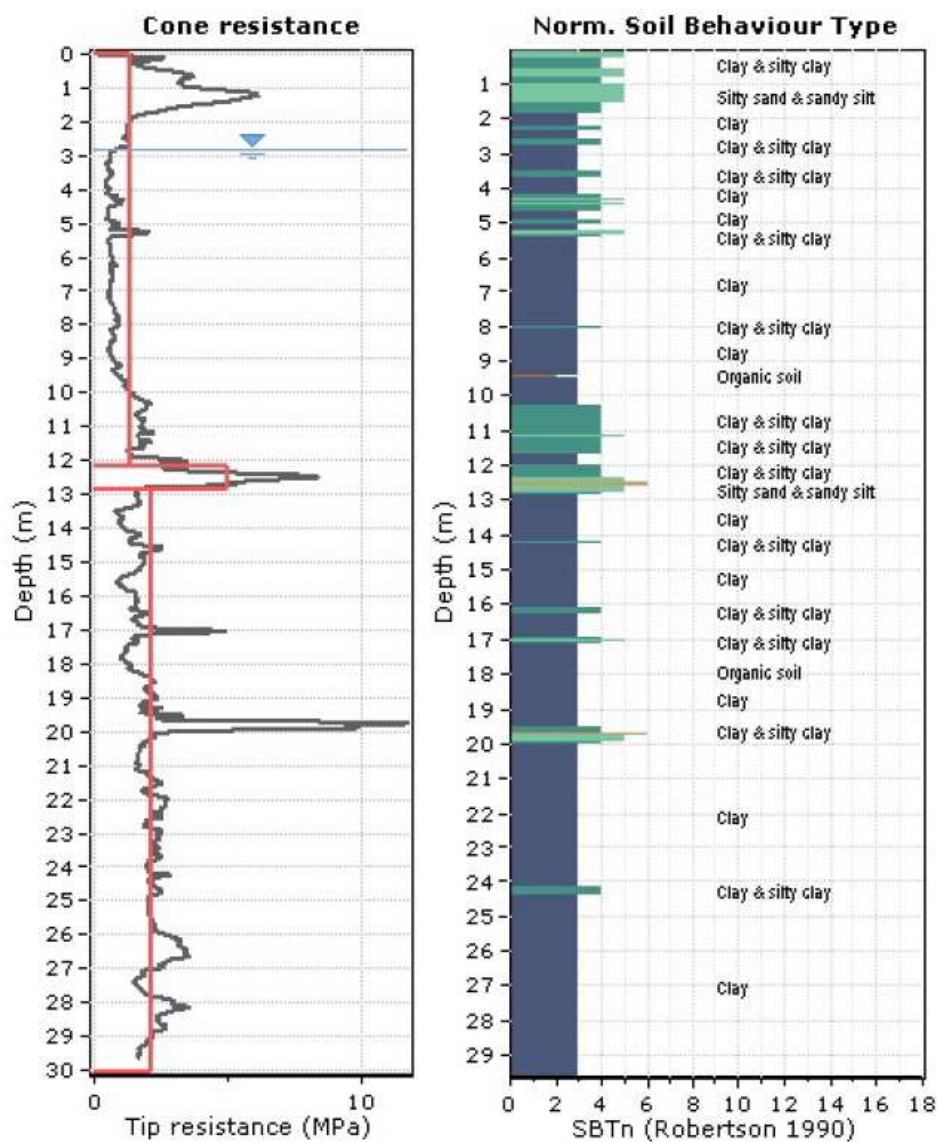 Cone resistance
0
1
2
3
4
5
6
7
8
9
10
11
12
13
14
15
16
17
18
19
20
21
22
23
24
25
26
27
28
29
30
Depth (m)
0
10
Tip resistance (MPa)
Norm. Soil Behaviour Type
1
2
3
4
5
6
7
8
9
10
11
12
13
14
15
16
17
18
19
20
21
22
23
24
25
26
27
28
29
Depth (m)
Clay & silty clay
Silty sand & sandy silt
Clay
Clay & silty clay
Clay & silty clay
Clay
Clay
Clay & silty clay
Clay
Clay & silty clay
Clay
Organic soil
Clay & silty clay
Clay & silty clay
Clay & silty clay
Silty sand & sandy silt
Clay
Clay & silty clay
Clay
Clay & silty clay
Clay & silty clay
Organic soil
Clay
Clay & silty clay
Clay
Clay & silty clay
Clay
0 2 4 6 8 10 12 14 16 18
SBTn (Robertson 1990)